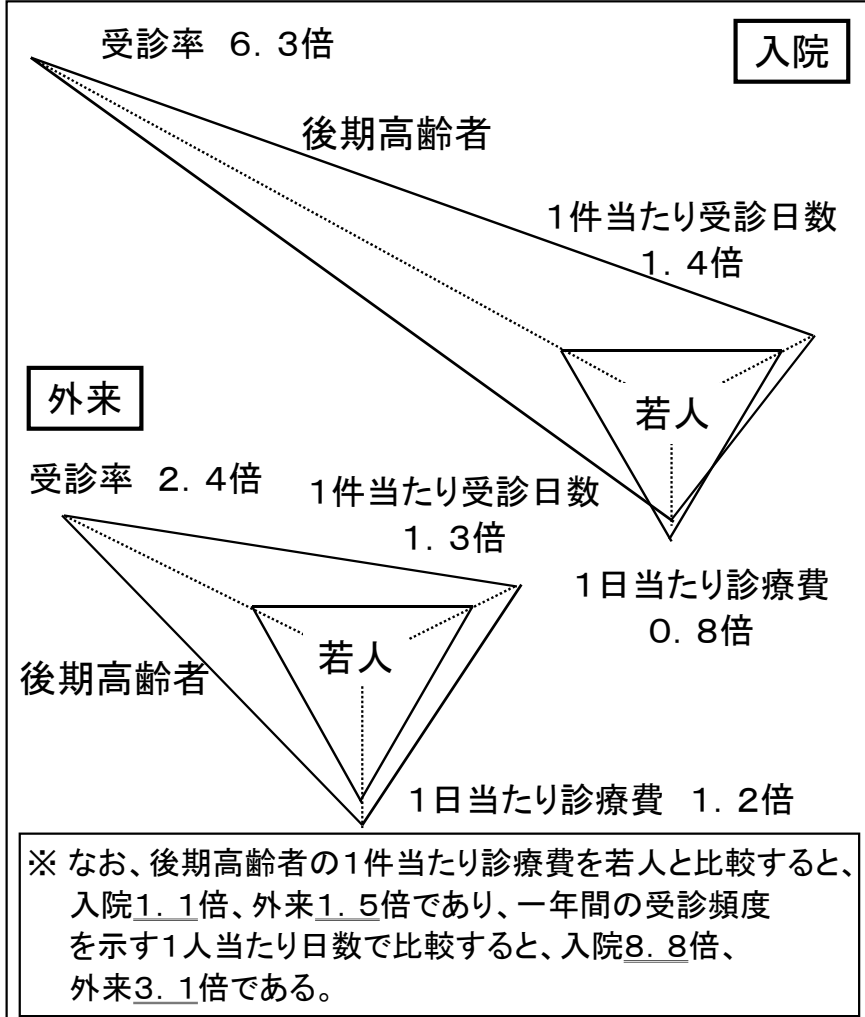 受診率 6.3倍
入院
後期高齢者
1件当たり受診日数
1.4倍
若人
1日当たり診療費
0.8倍
外来
受診率 2.4倍
1件当たり受診日数
1.3倍
若人
後期高齢者
1日当たり診療費 1.2倍
※ なお、後期高齢者の1件当たり診療費を若人と比較すると、
入院1.1倍、外来1.5倍であり、一年間の受診頻度
を示す1人当たり日数で比較すると、入院8.8倍、
外来3.1倍である。